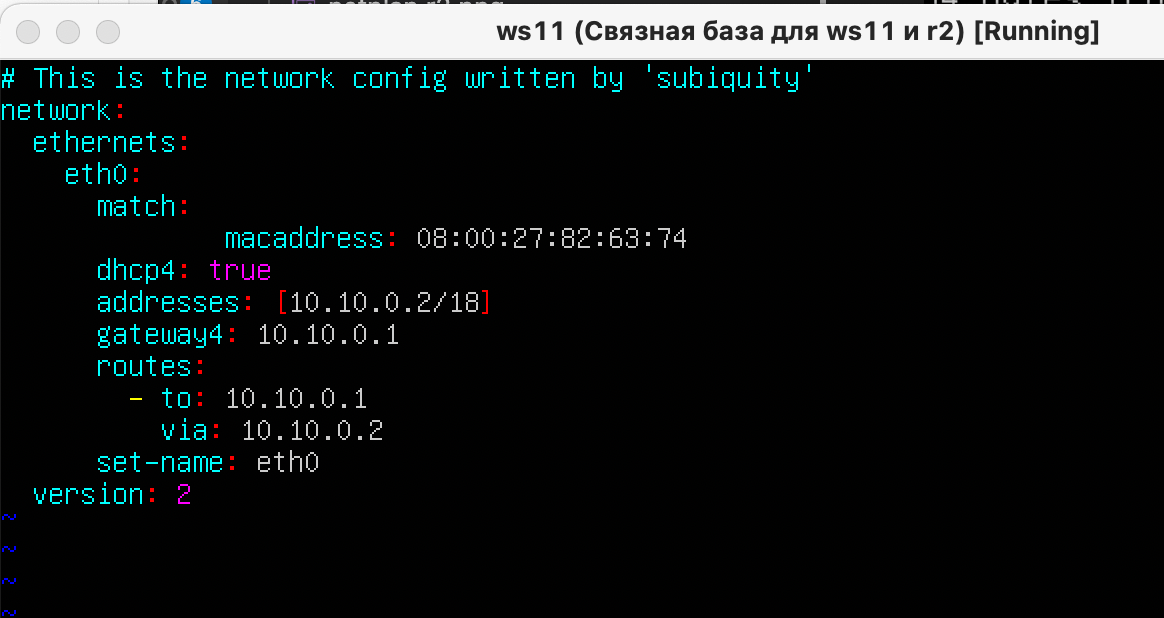 ws11 (Связная база для ws11 и r2) [Running]
# This is the network config written by 'subiquity'
network:
  ethernets:
    eth0:
      match:
              macaddress: 08:00:27:82:63:74
      dhcp4: true
      addresses: [10.10.0.2/18]
      gateway4: 10.10.0.1
      routes:
        - to: 10.10.0.1
          via: 10.10.0.2
      set-name: eth0
  version: 2
~
~
~
~